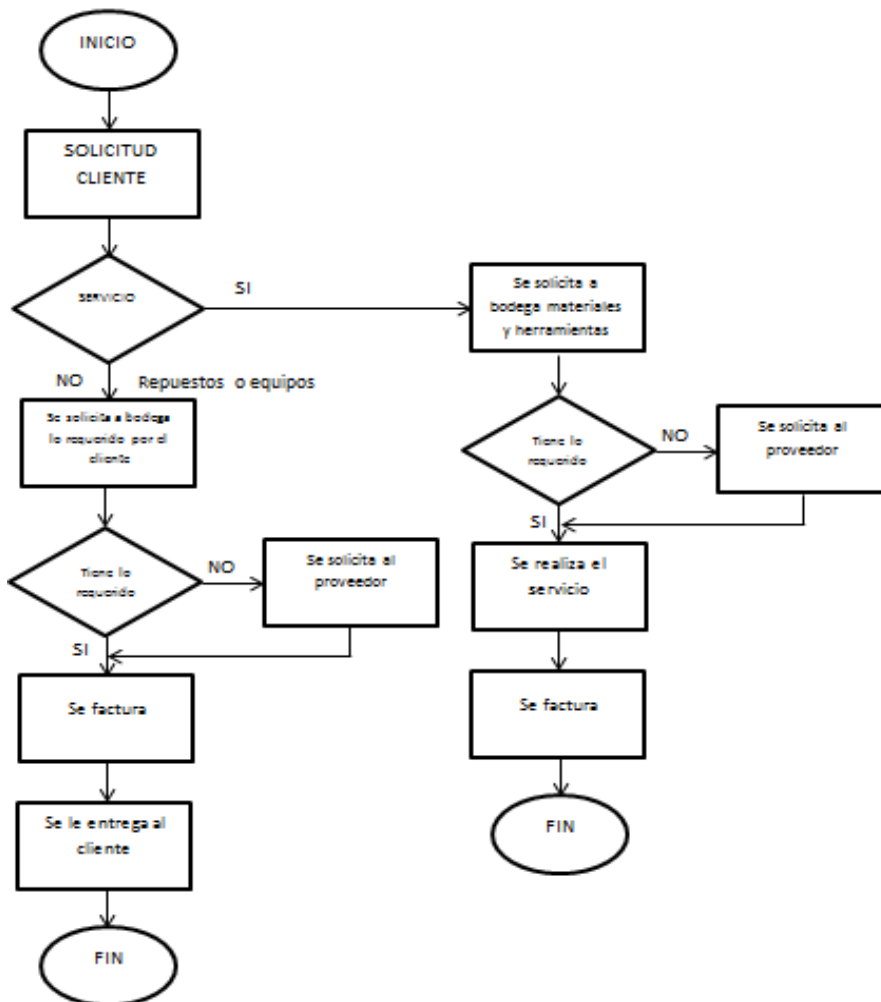 INICIO
SOLICITUD
CLIENTE
SERVICIO
SI
Se solicita a
bodega materiales
y herramientas
NO
Repuestos o equipos
Se solicita a bodega
lo requerido por el
cliente
Tiene lo
requerido
NO
Se solicita al
proveedor
SI
Se realiza el
servicio
Tiene lo
requerido
NO
Se solicita al
proveedor
SI
Se factura
Se factura
Se le entrega al
cliente
FIN
FIN